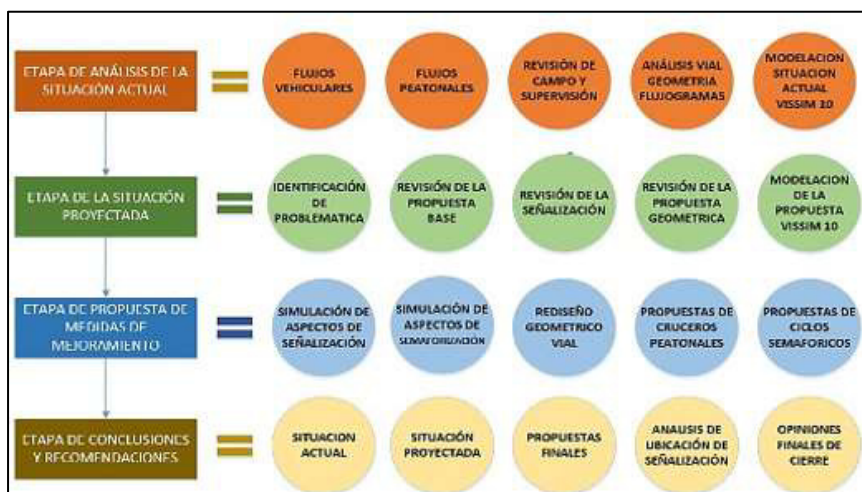 ETAPA DE ANÁLISIS DE LA
SITUACIÓN ACTUAL
FLUJOS
VEHICULARES
FLUJOS
PEATONALES
REVISIÓN DE
CAMPO Y
SUPERVISIÓN
ANÁLISIS VIAL
GEOMETRIA
FLUJOGRAMAS
MODELACION
SITUACION
ACTUAL
VISSIM 10
ETAPA DE LA SITUACIÓN
PROYECTADA
IDENTIFICACIÓN
DE
PROBLEMATICA
REVISIÓN DE LA
PROPUESTA
BASE
REVISIÓN DE LA
SEÑALIZACIÓN
REVISIÓN DE LA
PROPUESTA
GEOMETRICA
MODELACION
DE LA
PROPUESTA
VISSIM 10
ETAPA DE PROPUESTA DE
MEDIDAS DE
MEJORAMIENTO
SIMULACIÓN DE
ASPECTOS DE
SEÑALIZACIÓN
SIMULACIÓN DE
ASPECTOS DE
SEMAFORIZACIÓN
REDISEÑO
GEOMETRICO
VIAL
PROPUESTAS DE
CRUCEROS
PEATONALES
PROPUESTAS DE
CICLOS
SEMAFORICOS
ETAPA DE CONCLUSIONES
Y RECOMENDACIONES
SITUACION
ACTUAL
SITUACIÓN
PROYECTADA
PROPUESTAS
FINALES
ANALISIS DE
UBICACIÓN DE
SEÑALIZACIÓN
OPINIONES
FINALES DE
CIERRE